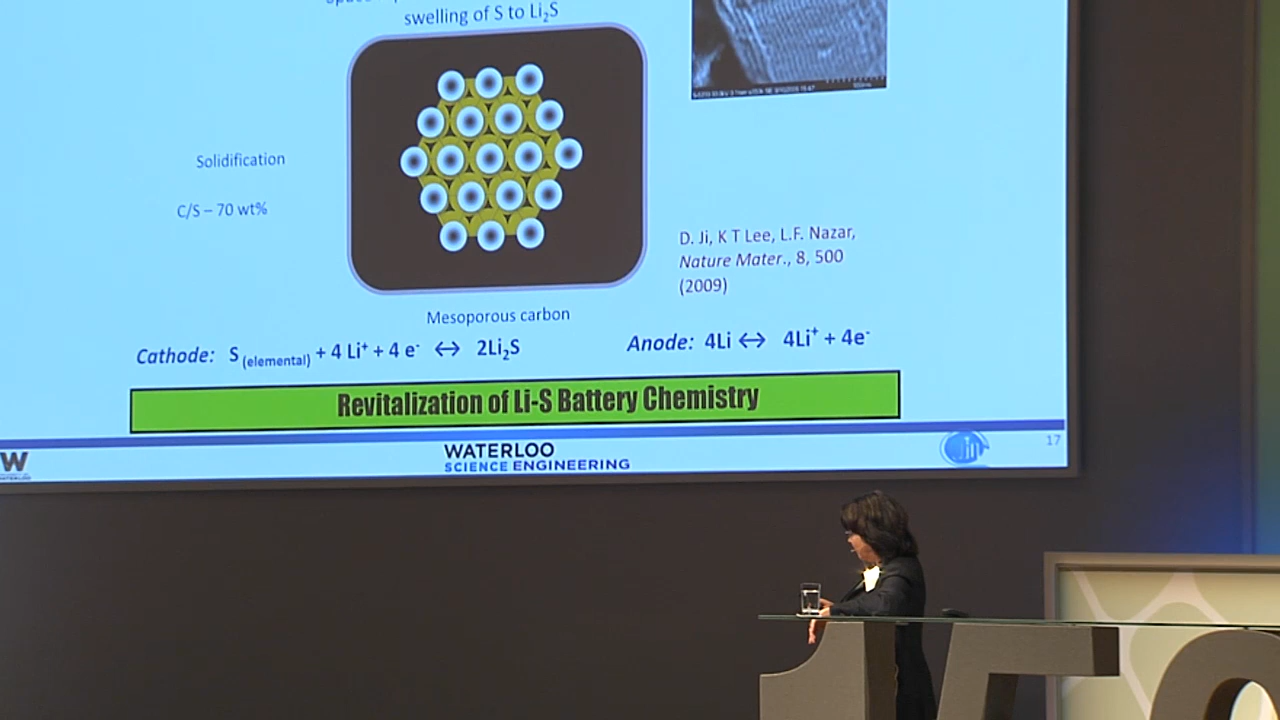 swelling of S to Li₂S
Solidification
C/S – 70 wt%
D. Ji, K T Lee, L.F. Nazar,
Nature Mater., 8, 500
(2009)
Mesoporous carbon
Cathode: S (elemental) + 4 Li⁺ + 4 e⁻ ↔ 2Li₂S
Anode: 4Li ↔ 4Li⁺ + 4e⁻
Revitalization of Li-S Battery Chemistry
17
W
WATERLOO
SCIENCE ENGINEERING